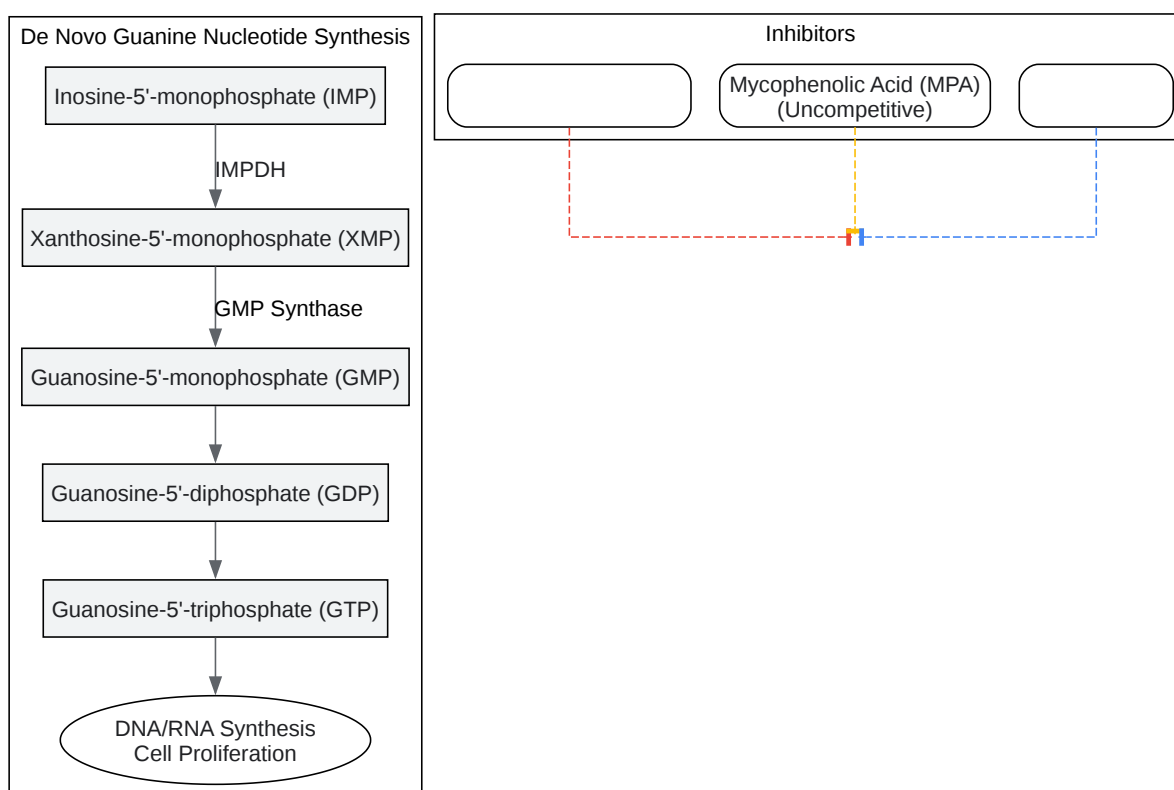 De Novo Guanine Nucleotide Synthesis
Inosine-5'-monophosphate (IMP)
IMPDH
Xanthosine-5'-monophosphate (XMP)
GMP Synthase
Guanosine-5'-monophosphate (GMP)
Guanosine-5'-diphosphate (GDP)
Guanosine-5'-triphosphate (GTP)
DNA/RNA Synthesis
Cell Proliferation
Inhibitors
Mycophenolic Acid (MPA)
(Uncompetitive)